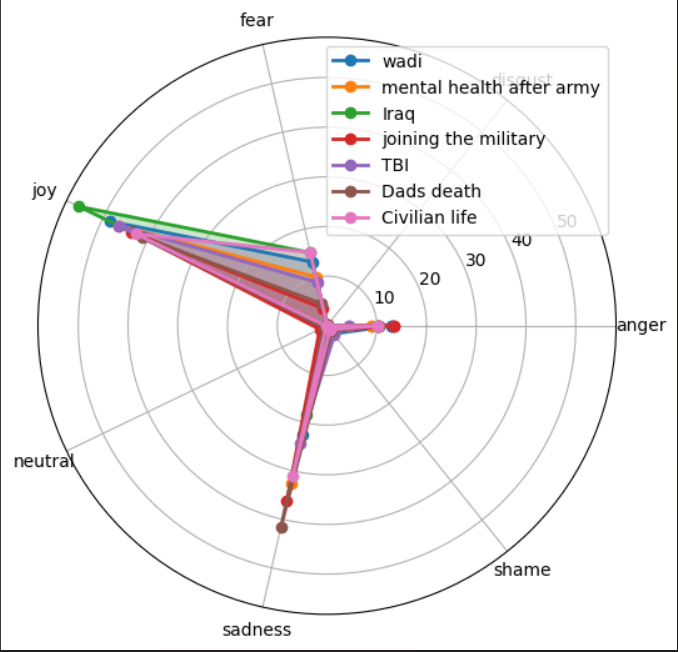 fear
wadi
disgust
mental health after army
Iraq
joining the military
TBI
Dads death
Civilian life
joy
50
40
30
20
10
anger
neutral
shame
sadness